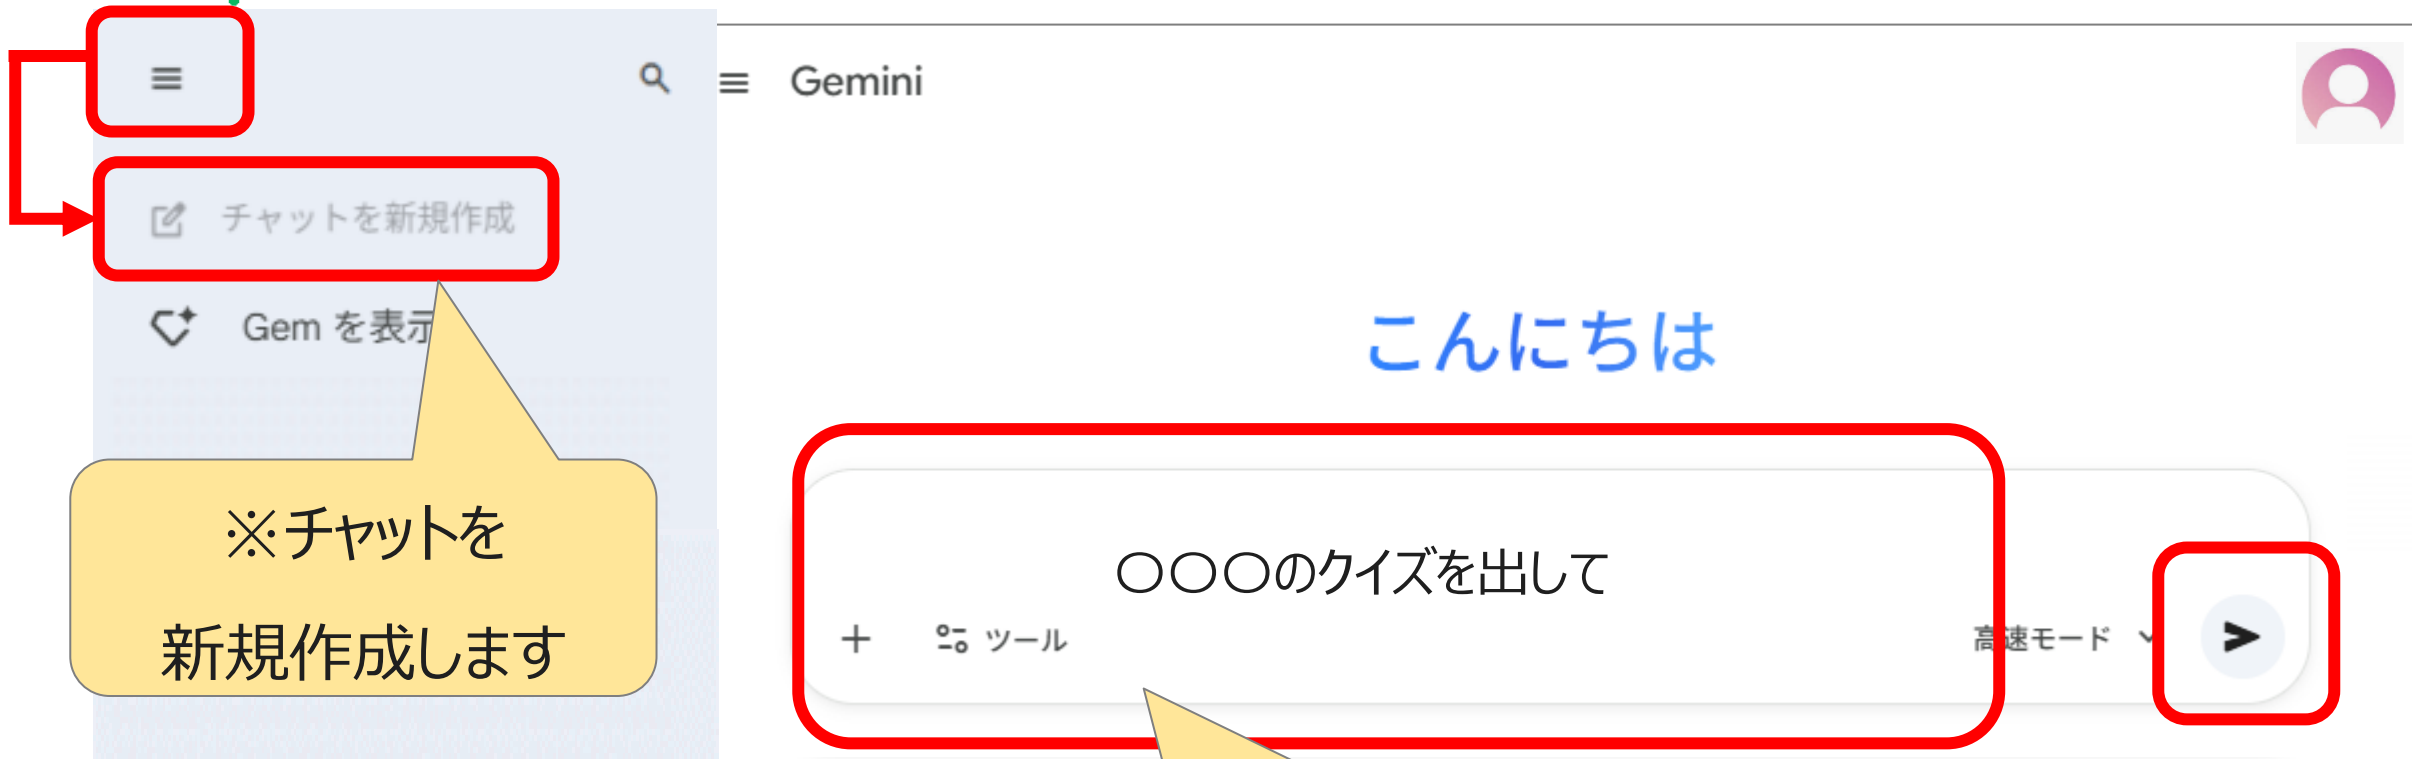 チャットを新規作成
Gem を表示
※チャットを
新規作成します
Gemini
こんにちは
〇〇〇のクイズを出して
ツール
高速モード